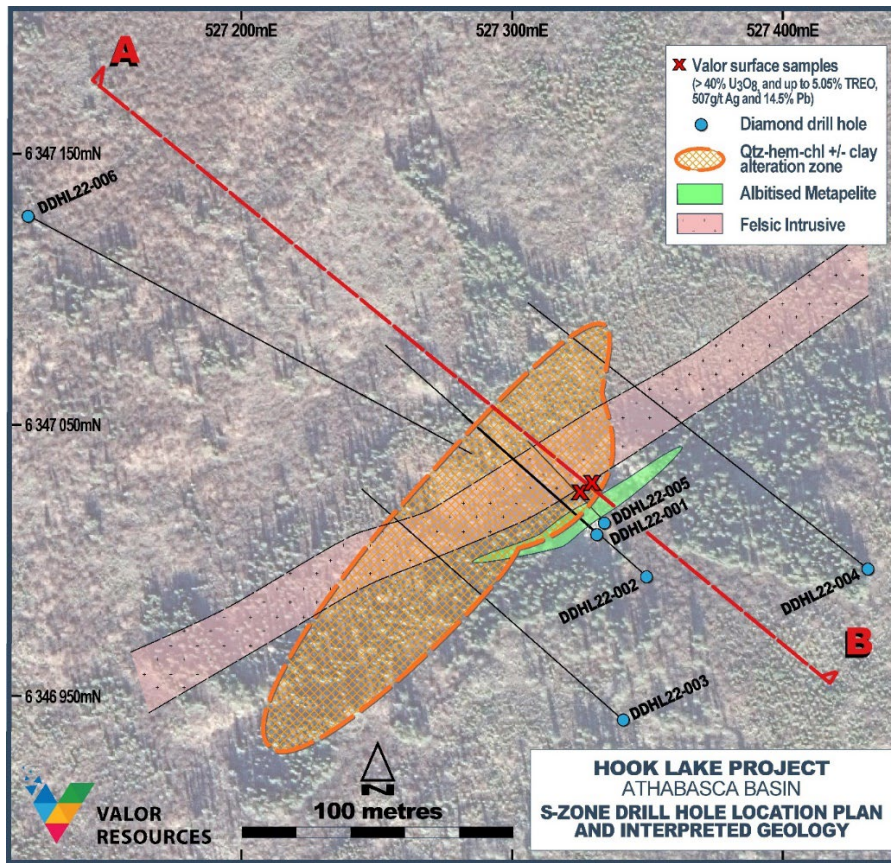 527 200mE
527 300mE
527 400mE
A
X Valor surface samples
(> 40% U₃O₈, and up to 5.05% TREO,
507g/t Ag and 14.5% Pb)
Diamond drill hole
Qtz-hem-chl +/- clay
alteration zone
Albitised Metapelite
Felsic Intrusive
6 347 150mN
DDHL22-006
6 347 050mN
X X
DDHL22-005
DDHL22-001
DDHL22-002
DDHL22-004
B
6 346 950mN
DDHL22-003
N
100 metres
VALOR
RESOURCES
HOOK LAKE PROJECT
ATHABASCA BASIN
S-ZONE DRILL HOLE LOCATION PLAN
AND INTERPRETED GEOLOGY